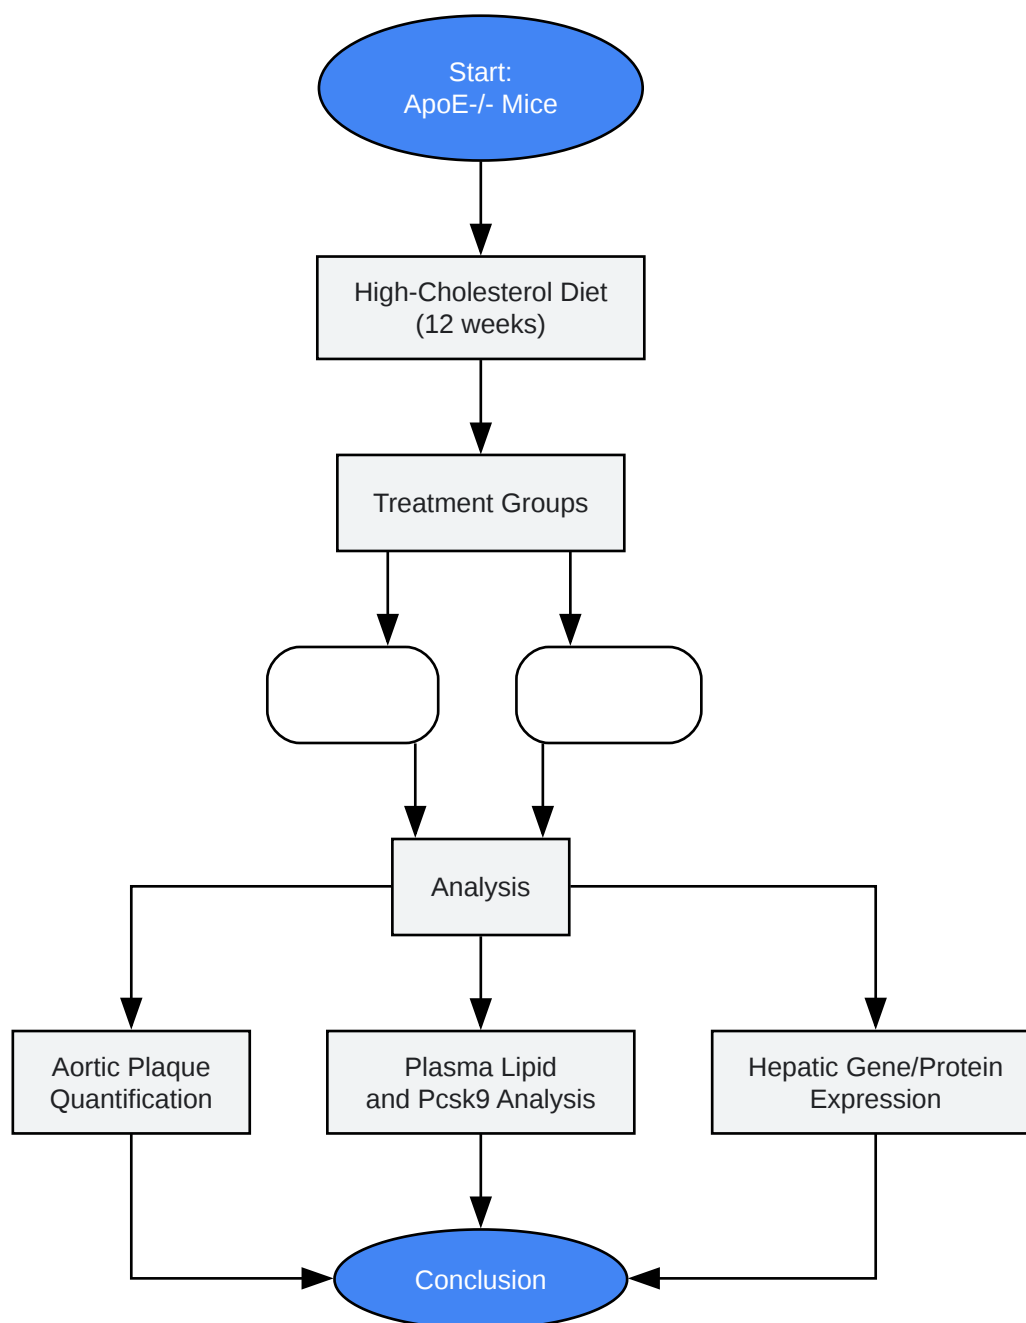 Start:
ApoE-/- Mice
High-Cholesterol Diet
(12 weeks)
Treatment Groups
Analysis
Aortic Plaque
Quantification
Plasma Lipid
and Pcsk9 Analysis
Hepatic Gene/Protein
Expression
Conclusion